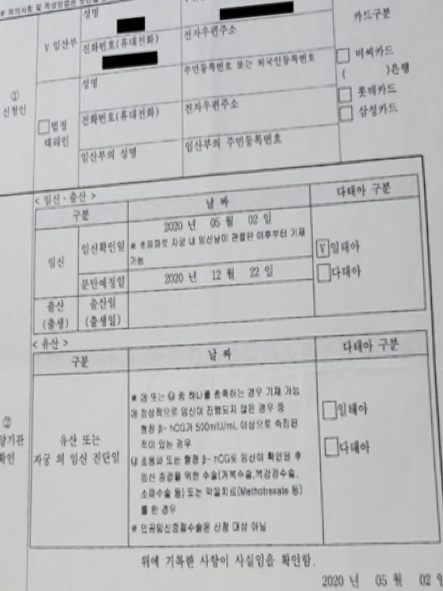 성명
카드구분
V 임산부
전화번호(휴대전화)
전자우편주소
성명
주민등록번호 또는 외국인등록번호
비씨카드
( )은행
①
신청인
법정
대리인
전화번호(휴대전화)
전자우편주소
롯데카드
삼성카드
임산부의 성명
임산부의 주민등록번호
< 임신·출산 >
구분
날 짜
다태아 구분
임신
임신확인일
2020 년 05 월 02 일
※ 초음파로 자궁 내 임신낭이 관찰된 이후부터 기재
가능
V 일태아
다태아
분만예정일
2020 년 12 월 22 일
출산
(출생)
출산일
(출생일)
< 유산 >
구분
날 짜
다태아 구분
②
양기관
확인
유산 또는
자궁 외 임신 진단일
※ ㉮ 또는 ㉯ 중 하나를 충족하는 경우 기재 가능
㉮ 정상적으로 임신이 진행되지 않은 경우 중
혈청 β- hCG가 500mIU/mL 이상으로 측정된
적이 있는 경우
㉯ 초음파 또는 혈청 β- hCG로 임신이 확인된 후
임신 종결을 위한 수술(개복수술,복강경수술,
소파수술 등) 또는 약물치료(Methotrexate 등)
를 한 경우
※ 인공임신중절수술은 신청 대상 아님
일태아
다태아
위에 기록한 사항이 사실임을 확인함.
2020 년 05 월 02